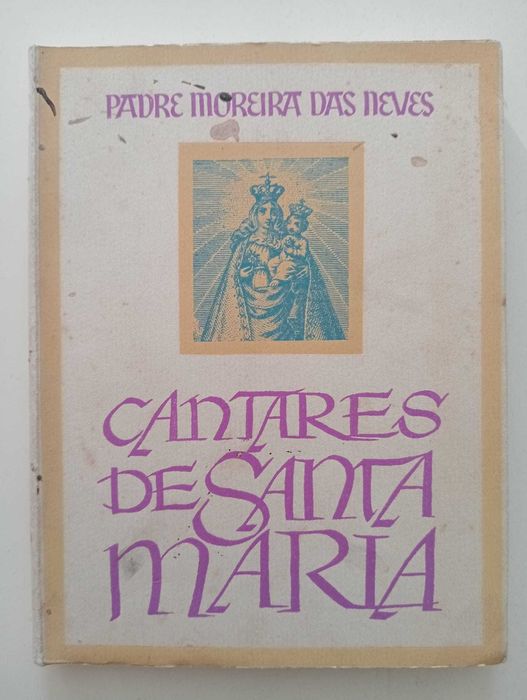 PADRE MOREIRA DAS NEVES
CANTARES
DE SANTA
MARIA